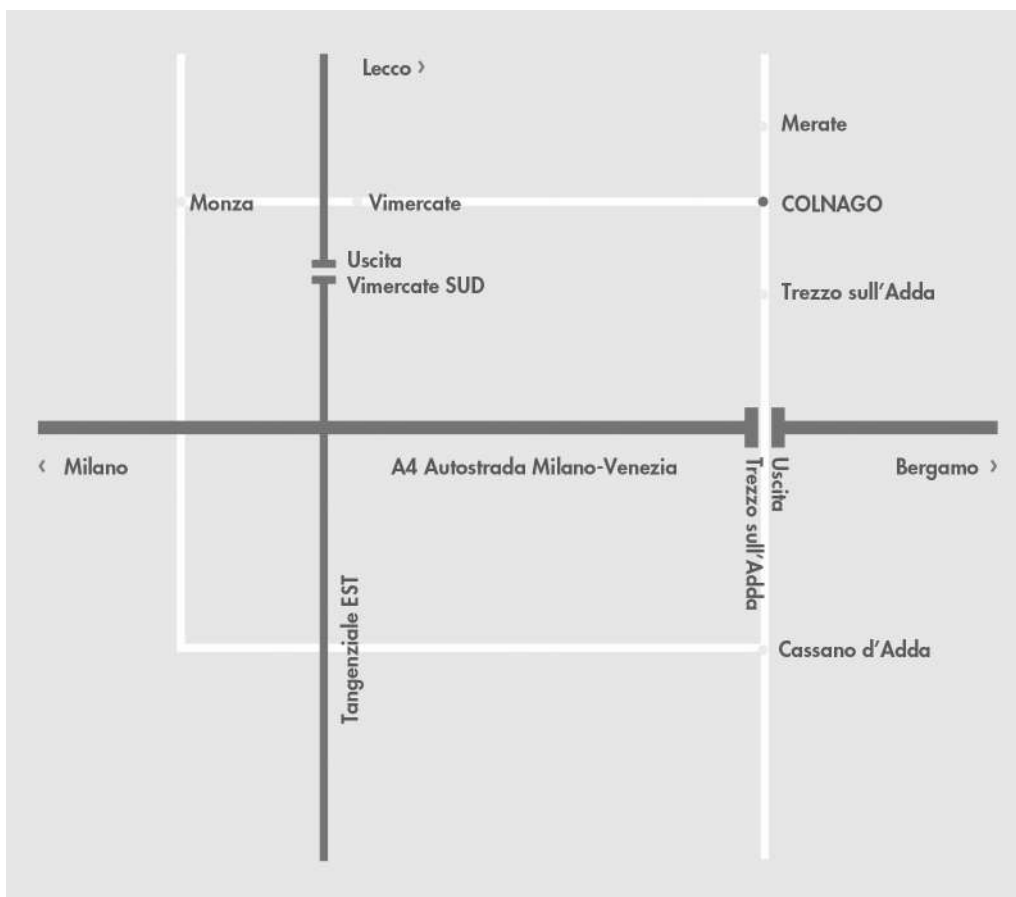 Lecco ›
Merate
Monza
Vimercate
COLNAGO
Uscita
Vimercate SUD
Trezzo sull'Adda
‹ Milano
A4 Autostrada Milano-Venezia
Bergamo ›
Uscita
Trezzo sull'Adda
Tangenziale EST
Cassano d'Adda